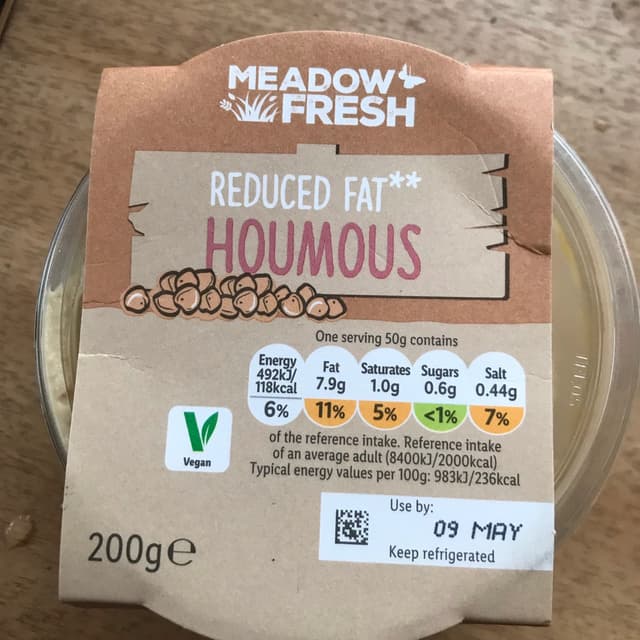 MEADOW
FRESH
REDUCED FAT**
HOUMOUS
One serving 50g contains
Energy 492kJ/ 118kcal 6%
Fat 7.9g 11%
Saturates 1.0g 5%
Sugars 0.6g <1%
Salt 0.44g 7%
of the reference intake. Reference intake
of an average adult (8400kJ/2000kcal)
Typical energy values per 100g: 983kJ/236kcal
Vegan
Use by:
09 MAY
Keep refrigerated
200g℮